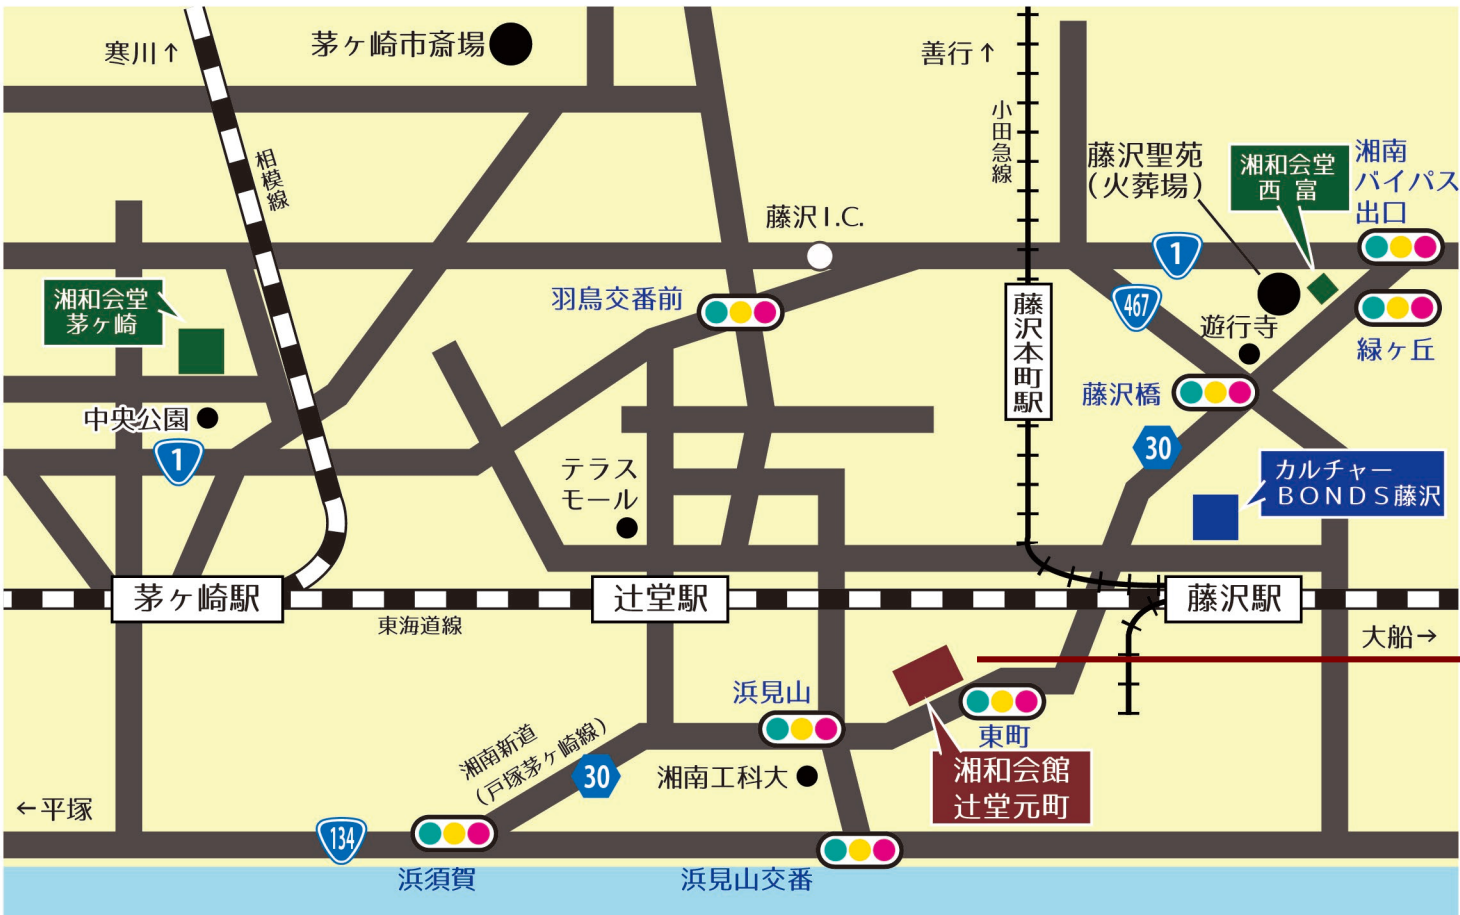 寒川↑
茅ヶ崎市斎場
善行↑
小田急線
相模線
藤沢聖苑
(火葬場)
湘和会堂
西富
湘南
バイパス
出口
藤沢I.C.
1
467
湘和会堂
茅ヶ崎
羽鳥交番前
藤沢本町駅
遊行寺
緑ヶ丘
藤沢橋
中央公園
1
30
テラス
モール
カルチャー
BONDS藤沢
茅ヶ崎駅
辻堂駅
藤沢駅
東海道線
大船→
浜見山
東町
湘南新道
(戸塚茅ヶ崎線)
30
湘南工科大
湘和会館
辻堂元町
←平塚
134
浜須賀
浜見山交番